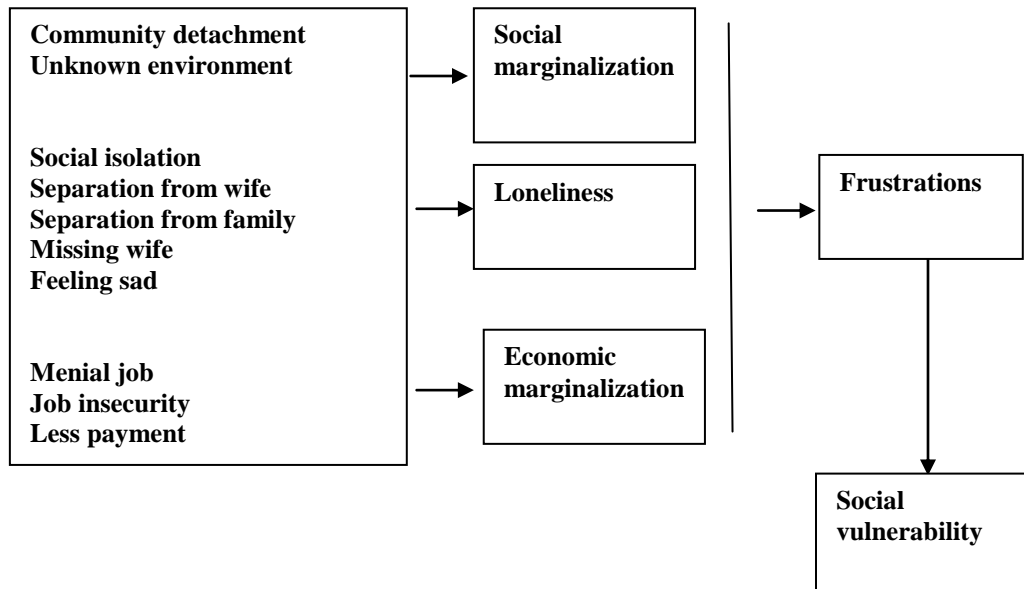 Community detachment
Unknown environment
Social isolation
Separation from wife
Separation from family
Missing wife
Feeling sad
Menial job
Job insecurity
Less payment
Social
marginalization
Loneliness
Economic
marginalization
Frustrations
Social
vulnerability